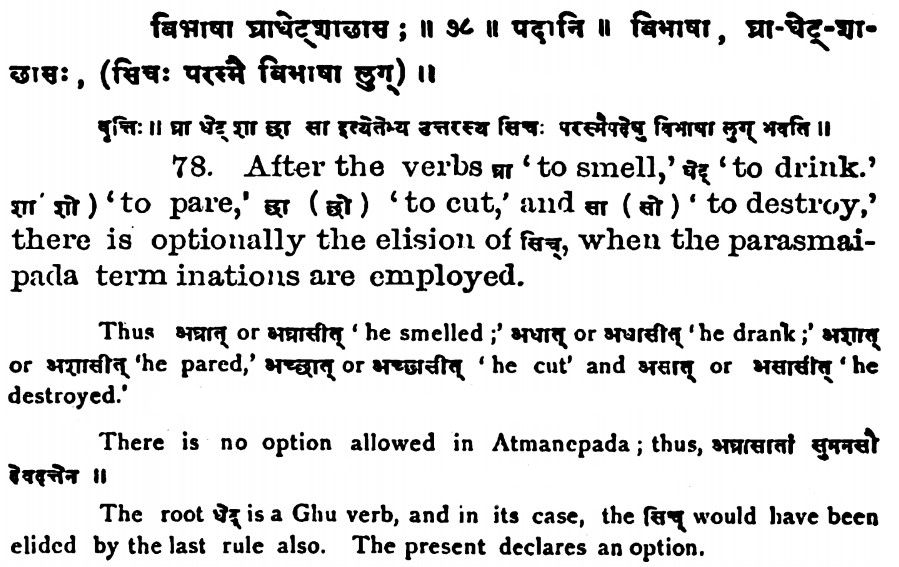 विभाषा घ्राधेट्शाछासः ; ॥ ७८ ॥ पदानि ॥ विभाषा , घ्रा-धेट्-शा-
छासः , (सिचः परस्मै विभाषा लुग्) ॥
वृत्तिः ॥ घ्रा धेट् शा छा सा इत्येतेभ्य उत्तरस्य सिचः परस्मैपदेषु विभाषा लुग् भवति ॥
78. After the verbs घ्रा ‘to smell,’ धेट् ‘to drink.’
शा ( शो ) ‘to pare,’ छा ( छो ) ‘to cut,’ and सा ( सो ) ‘ to destroy,’
there is optionally the elision of सिच्, when the parasmai-
pada term inations are employed.
Thus अघ्रात् or अघ्रासीत् ‘ he smelled ;’ अधात् or अधासीत् ‘he drank ;’ अशात्
or अशासीत् ‘he pared,’ अच्छात् or अच्छासीत् ‘he cut’ and असात् or असासीत् ‘he
destroyed.’
There is no option allowed in Atmanepada ; thus, अघ्रासातां सुमनसौ
देवदत्तेन ॥
The root धेट् is a Ghu verb, and in its case, the सिच् would have been
elided by the last rule also. The present declares an option.